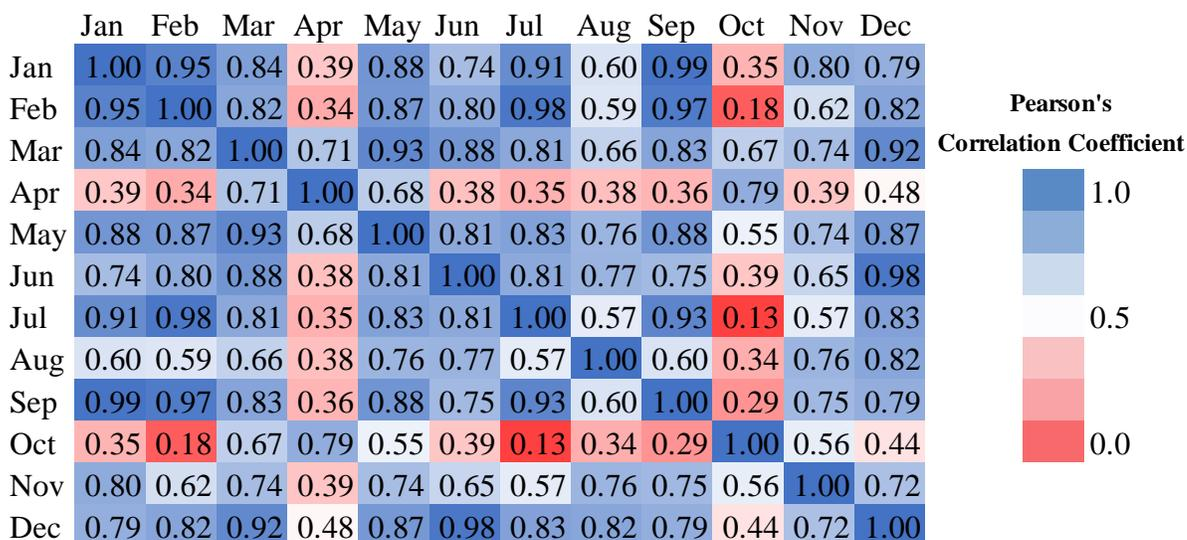 Jan Feb Mar Apr May Jun Jul Aug Sep Oct Nov Dec
Jan 1.00 0.95 0.84 0.39 0.88 0.74 0.91 0.60 0.99 0.35 0.80 0.79
Feb 0.95 1.00 0.82 0.34 0.87 0.80 0.98 0.59 0.97 0.18 0.62 0.82
Mar 0.84 0.82 1.00 0.71 0.93 0.88 0.81 0.66 0.83 0.67 0.74 0.92
Apr 0.39 0.34 0.71 1.00 0.68 0.38 0.35 0.38 0.36 0.79 0.39 0.48
May 0.88 0.87 0.93 0.68 1.00 0.81 0.83 0.76 0.88 0.55 0.74 0.87
Jun 0.74 0.80 0.88 0.38 0.81 1.00 0.81 0.77 0.75 0.39 0.65 0.98
Jul 0.91 0.98 0.81 0.35 0.83 0.81 1.00 0.57 0.93 0.13 0.57 0.83
Aug 0.60 0.59 0.66 0.38 0.76 0.77 0.57 1.00 0.60 0.34 0.76 0.82
Sep 0.99 0.97 0.83 0.36 0.88 0.75 0.93 0.60 1.00 0.29 0.75 0.79
Oct 0.35 0.18 0.67 0.79 0.55 0.39 0.13 0.34 0.29 1.00 0.56 0.44
Nov 0.80 0.62 0.74 0.39 0.74 0.65 0.57 0.76 0.75 0.56 1.00 0.72
Dec 0.79 0.82 0.92 0.48 0.87 0.98 0.83 0.82 0.79 0.44 0.72 1.00
Pearson's
Correlation Coefficient
1.0
0.5
0.0